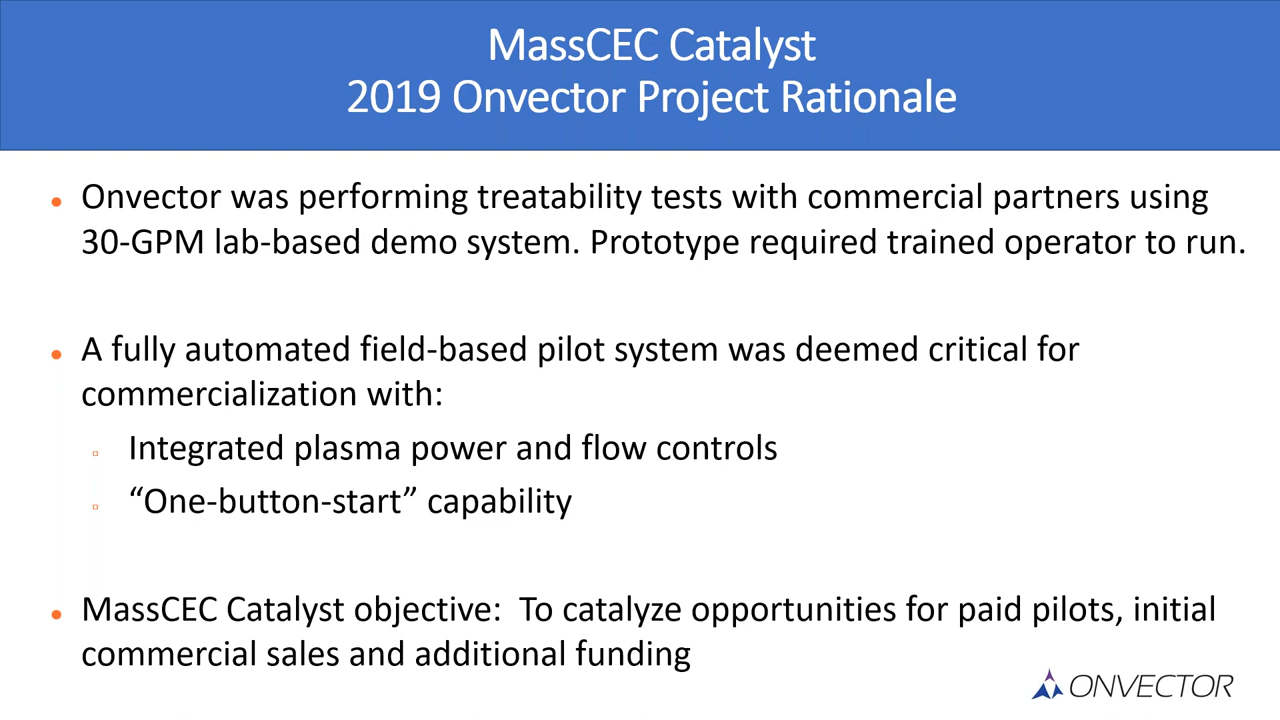 MassCEC Catalyst
2019 Onvector Project Rationale
Onvector was performing treatability tests with commercial partners using
30-GPM lab-based demo system. Prototype required trained operator to run.
A fully automated field-based pilot system was deemed critical for
commercialization with:
Integrated plasma power and flow controls
“One-button-start” capability
MassCEC Catalyst objective:  To catalyze opportunities for paid pilots, initial
commercial sales and additional funding
ONVECTOR